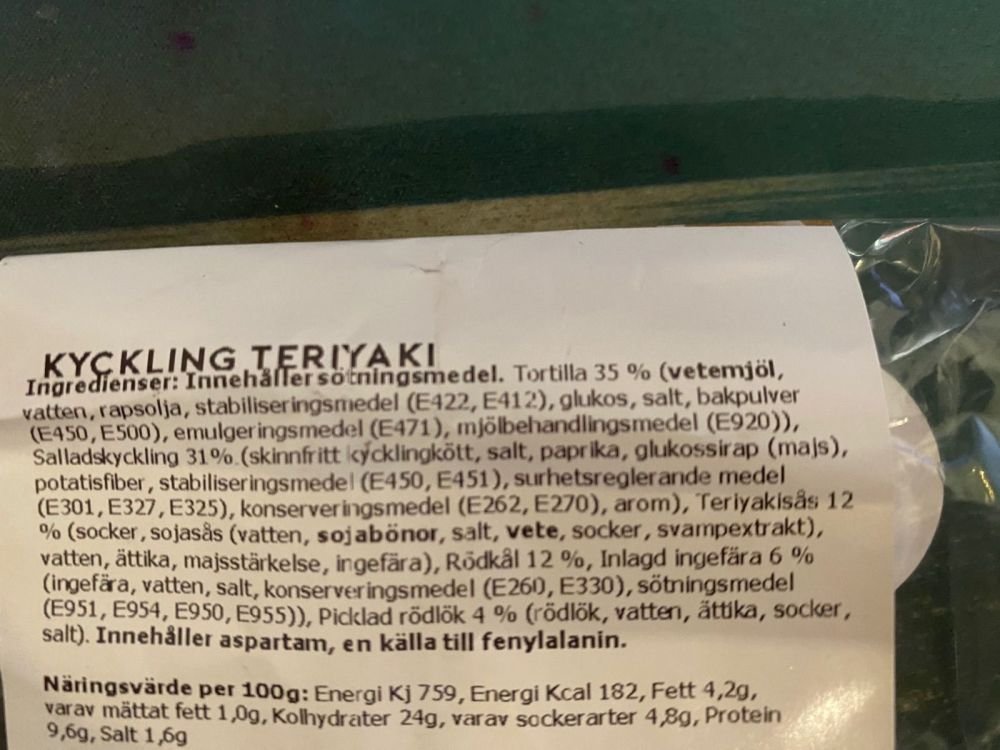 KYCKLING TERIYAKI
Ingredienser: Innehåller sötningsmedel. Tortilla 35 % (vetemjöl,
vatten, rapsolja, stabiliseringsmedel (E422, E412), glukos, salt, bakpulver
(E450, E500), emulgeringsmedel (E471), mjölbehandlingsmedel (E920)),
Salladskyckling 31% (skinnfritt kycklingkött, salt, paprika, glukossirap (majs),
potatisfiber, stabiliseringsmedel (E450, E451), surhetsreglerande medel
(E301, E327, E325), konserveringsmedel (E262, E270), arom), Teriyakisås 12
% (socker, sojasås (vatten, sojabönor, salt, vete, socker, svampextrakt),
vatten, ättika, majsstärkelse, ingefära), Rödkål 12 %, Inlagd ingefära 6 %
(ingefära, vatten, salt, konserveringsmedel (E260, E330), sötningsmedel
(E951, E954, E950, E955)), Picklad rödlök 4 % (rödlök, vatten, ättika, socker,
salt). Innehåller aspartam, en källa till fenylalanin.
Näringsvärde per 100g: Energi Kj 759, Energi Kcal 182, Fett 4,2g,
varav mättat fett 1,0g, Kolhydrater 24g, varav sockerarter 4,8g, Protein
9,6g, Salt 1,6g